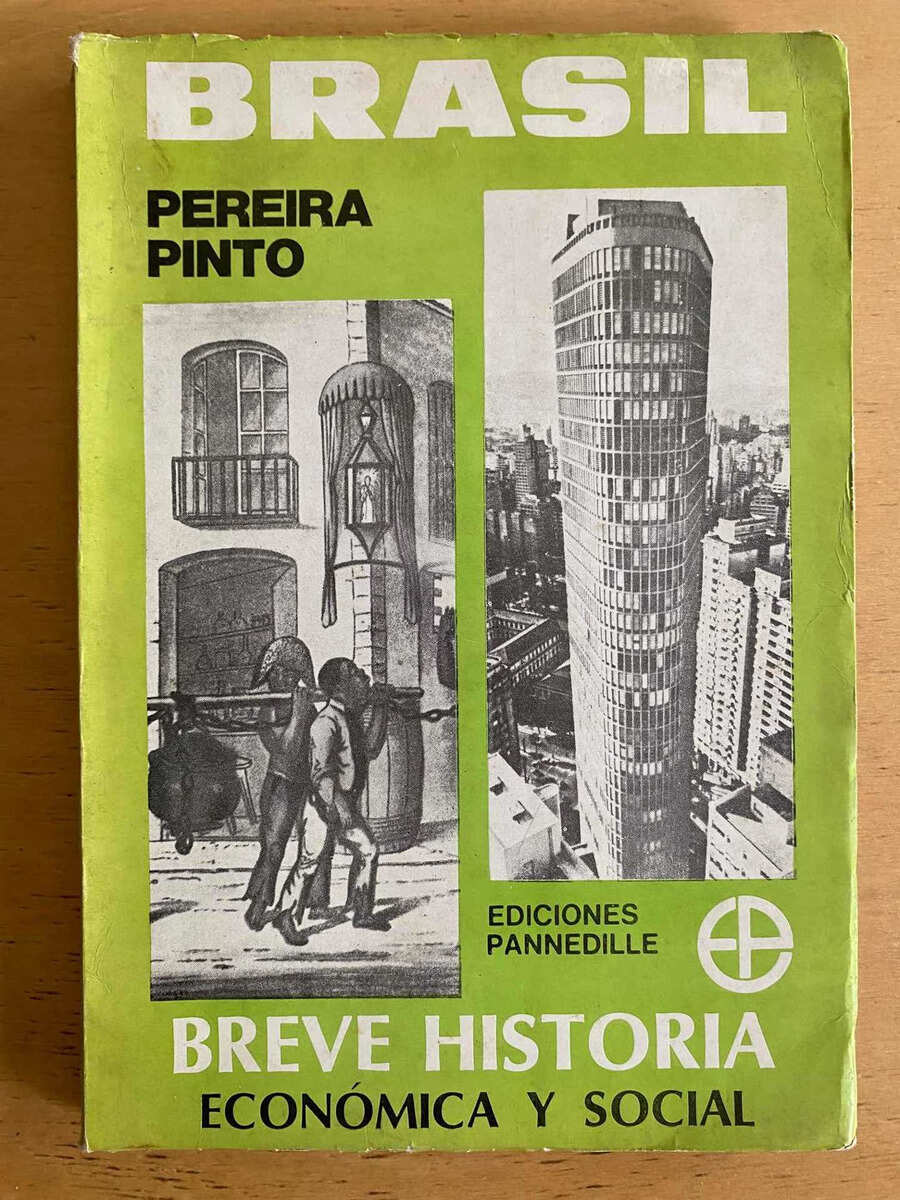 BRASIL
PEREIRA
PINTO
EDICIONES
PANNEDILLE
EP
BREVE HISTORIA
ECONÓMICA Y SOCIAL